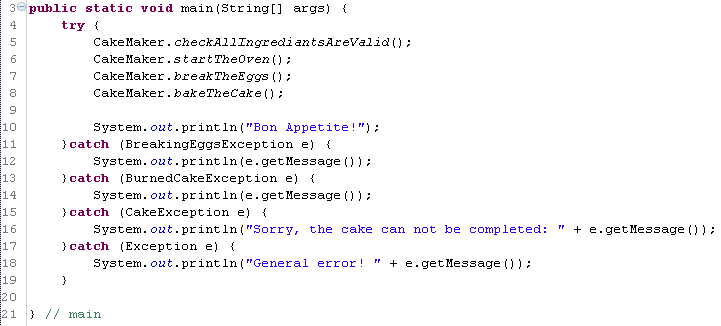 3 public static void main(String[] args) {
4     try {
5         CakeMaker.checkAllIngrediantsAreValid();
6         CakeMaker.startTheOven();
7         CakeMaker.breakTheEggs();
8         CakeMaker.bakeTheCake();
9
10         System.out.println("Bon Appetite!");
11     }catch (BreakingEggsException e) {
12         System.out.println(e.getMessage());
13     }catch (BurnedCakeException e) {
14         System.out.println(e.getMessage());
15     }catch (CakeException e) {
16         System.out.println("Sorry, the cake can not be completed: " + e.getMessage());
17     }catch (Exception e) {
18         System.out.println("General error! " + e.getMessage());
19     }
20
21 } // main